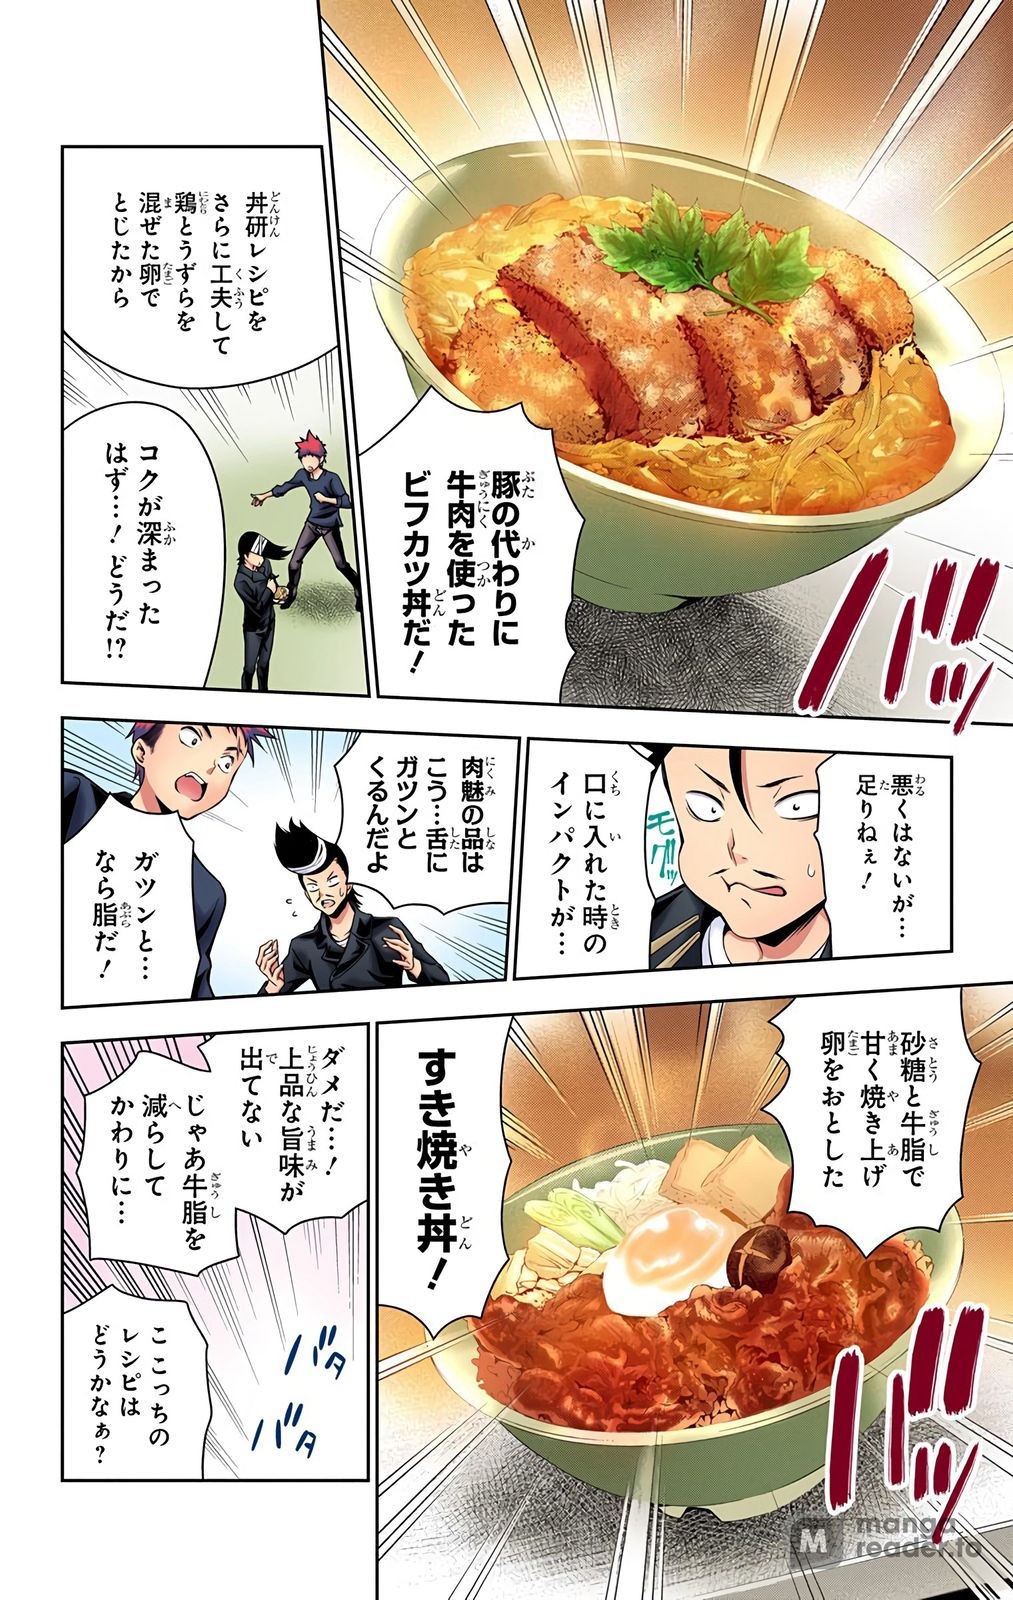 豚の代わりに
牛肉を使った
ビフカツ丼だ！
バッ
丼研レシピを
さらに工夫して
鶏とうずらを
混ぜた卵で
とじたから
コクが深まった
はず…！どうだ!?
悪くはないが…
足りねぇ！
モグッ
口に入れた時の
インパクトが…
肉魅の品は
こう…舌に
ガツンと
くるんだよ
ガツンと…
なら脂だ！
砂糖と牛脂で
甘く焼き上げ
卵をおとした
すき焼き丼！
バッ
ダメだ…！
上品な旨味が
出てない
じゃあ牛脂を
減らして
かわりに…
バタ
バタ
こっちの
レシピは
どうかなぁ？
manga
reader.to